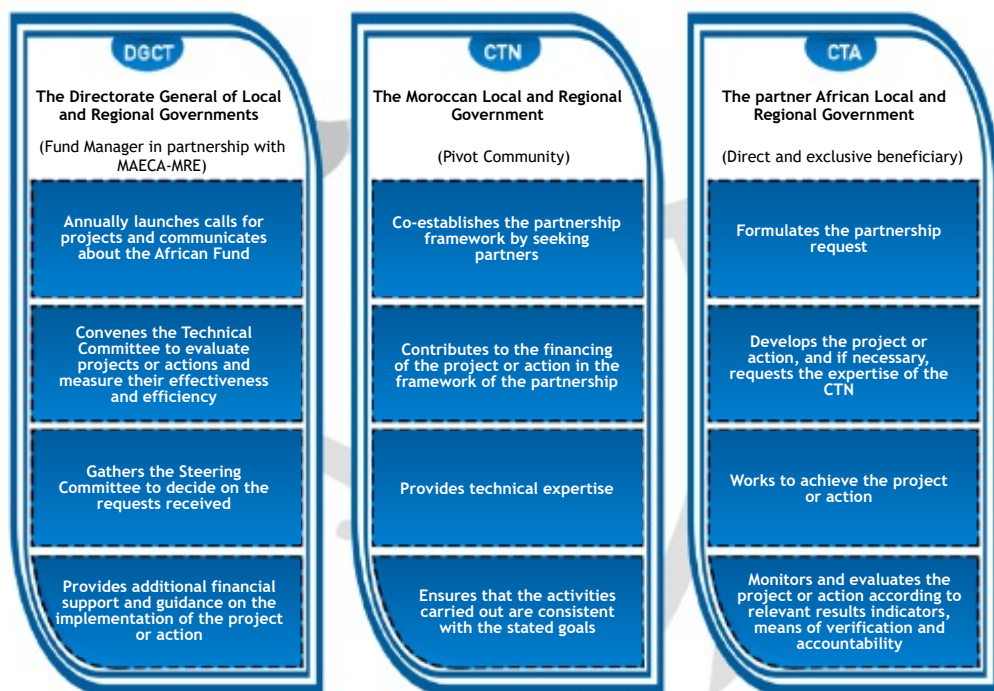 DGCT
The Directorate General of Local
and Regional Governments
(Fund Manager in partnership with
MAECA-MRE)
Annually launches calls for
projects and communicates
about the African Fund
Convenes the Technical
Committee to evaluate
projects or actions and
measure their effectiveness
and efficiency
Gathers the Steering
Committee to decide on the
requests received
Provides additional financial
support and guidance on the
implementation of the project
or action
CTN
The Moroccan Local and Regional
Government
(Pivot Community)
Co-establishes the partnership
framework by seeking
partners
Contributes to the financing
of the project or action in the
framework of the partnership
Provides technical expertise
Ensures that the activities
carried out are consistent
with the stated goals
CTA
The partner African Local and
Regional Government
(Direct and exclusive beneficiary)
Formulates the partnership
request
Develops the project or
action, and if necessary,
requests the expertise of the
CTN
Works to achieve the project
or action
Monitors and evaluates the
project or action according to
relevant results indicators,
means of verification and
accountability